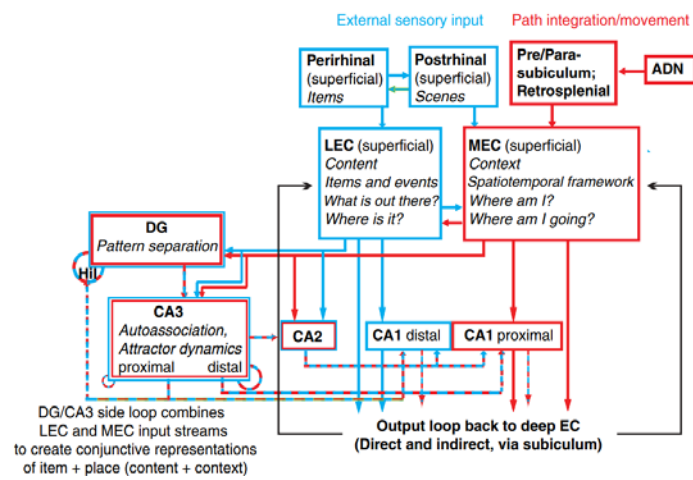 External sensory input
Path integration/movement
Perirhinal
(superficial)
Items
Postrhinal
(superficial)
Scenes
Pre/Para-
subiculum;
Retrosplenial
ADN
LEC (superficial)
Content
Items and events
What is out there?
Where is it?
MEC (superficial)
Context
Spatiotemporal framework
Where am I?
Where am I going?
DG
Pattern separation
Hil
CA3
Autoassociation,
Attractor dynamics
proximal distal
CA2
CA1 distal
CA1 proximal
DG/CA3 side loop combines
LEC and MEC input streams
to create conjunctive representations
of item + place (content + context)
Output loop back to deep EC
(Direct and indirect, via subiculum)